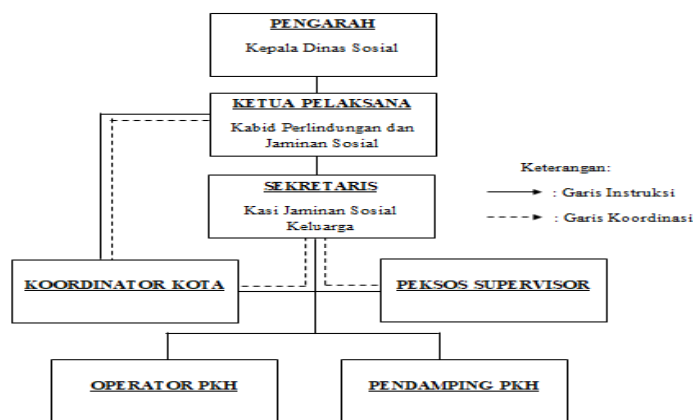 PENGARAH
Kepala Dinas Sosial
KETUA PELAKSANA
Kabid Perlindungan dan
Jaminan Sosial
SEKRETARIS
Kasi Jaminan Sosial
Keluarga
Keterangan:
: Garis Instruksi
: Garis Koordinasi
KOORDINATOR KOTA
PEKSOS SUPERVISOR
OPERATOR PKH
PENDAMPING PKH